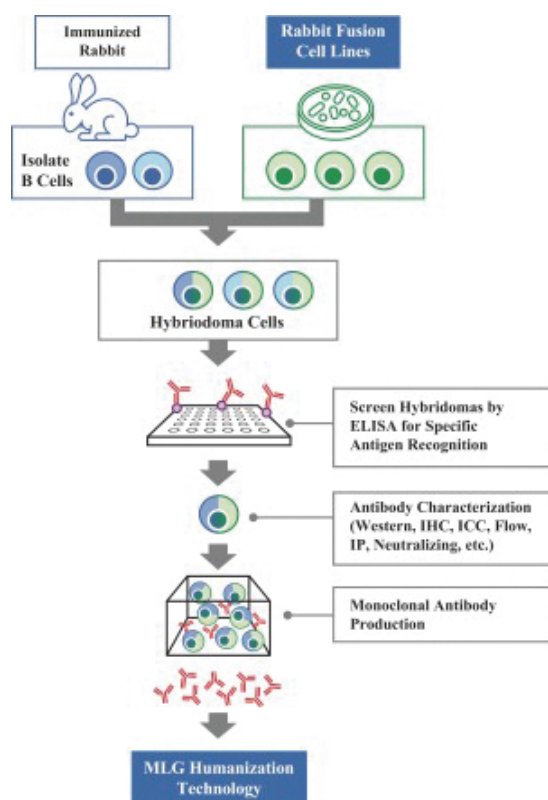 Immunized
Rabbit
Rabbit Fusion
Cell Lines
Isolate
B Cells
Hybriodoma Cells
Screen Hybridomas by
ELISA for Specific
Antigen Recognition
Antibody Characterization
(Western, IHC, ICC, Flow,
IP, Neutralizing, etc.)
Monoclonal Antibody
Production
MLG Humanization
Technology